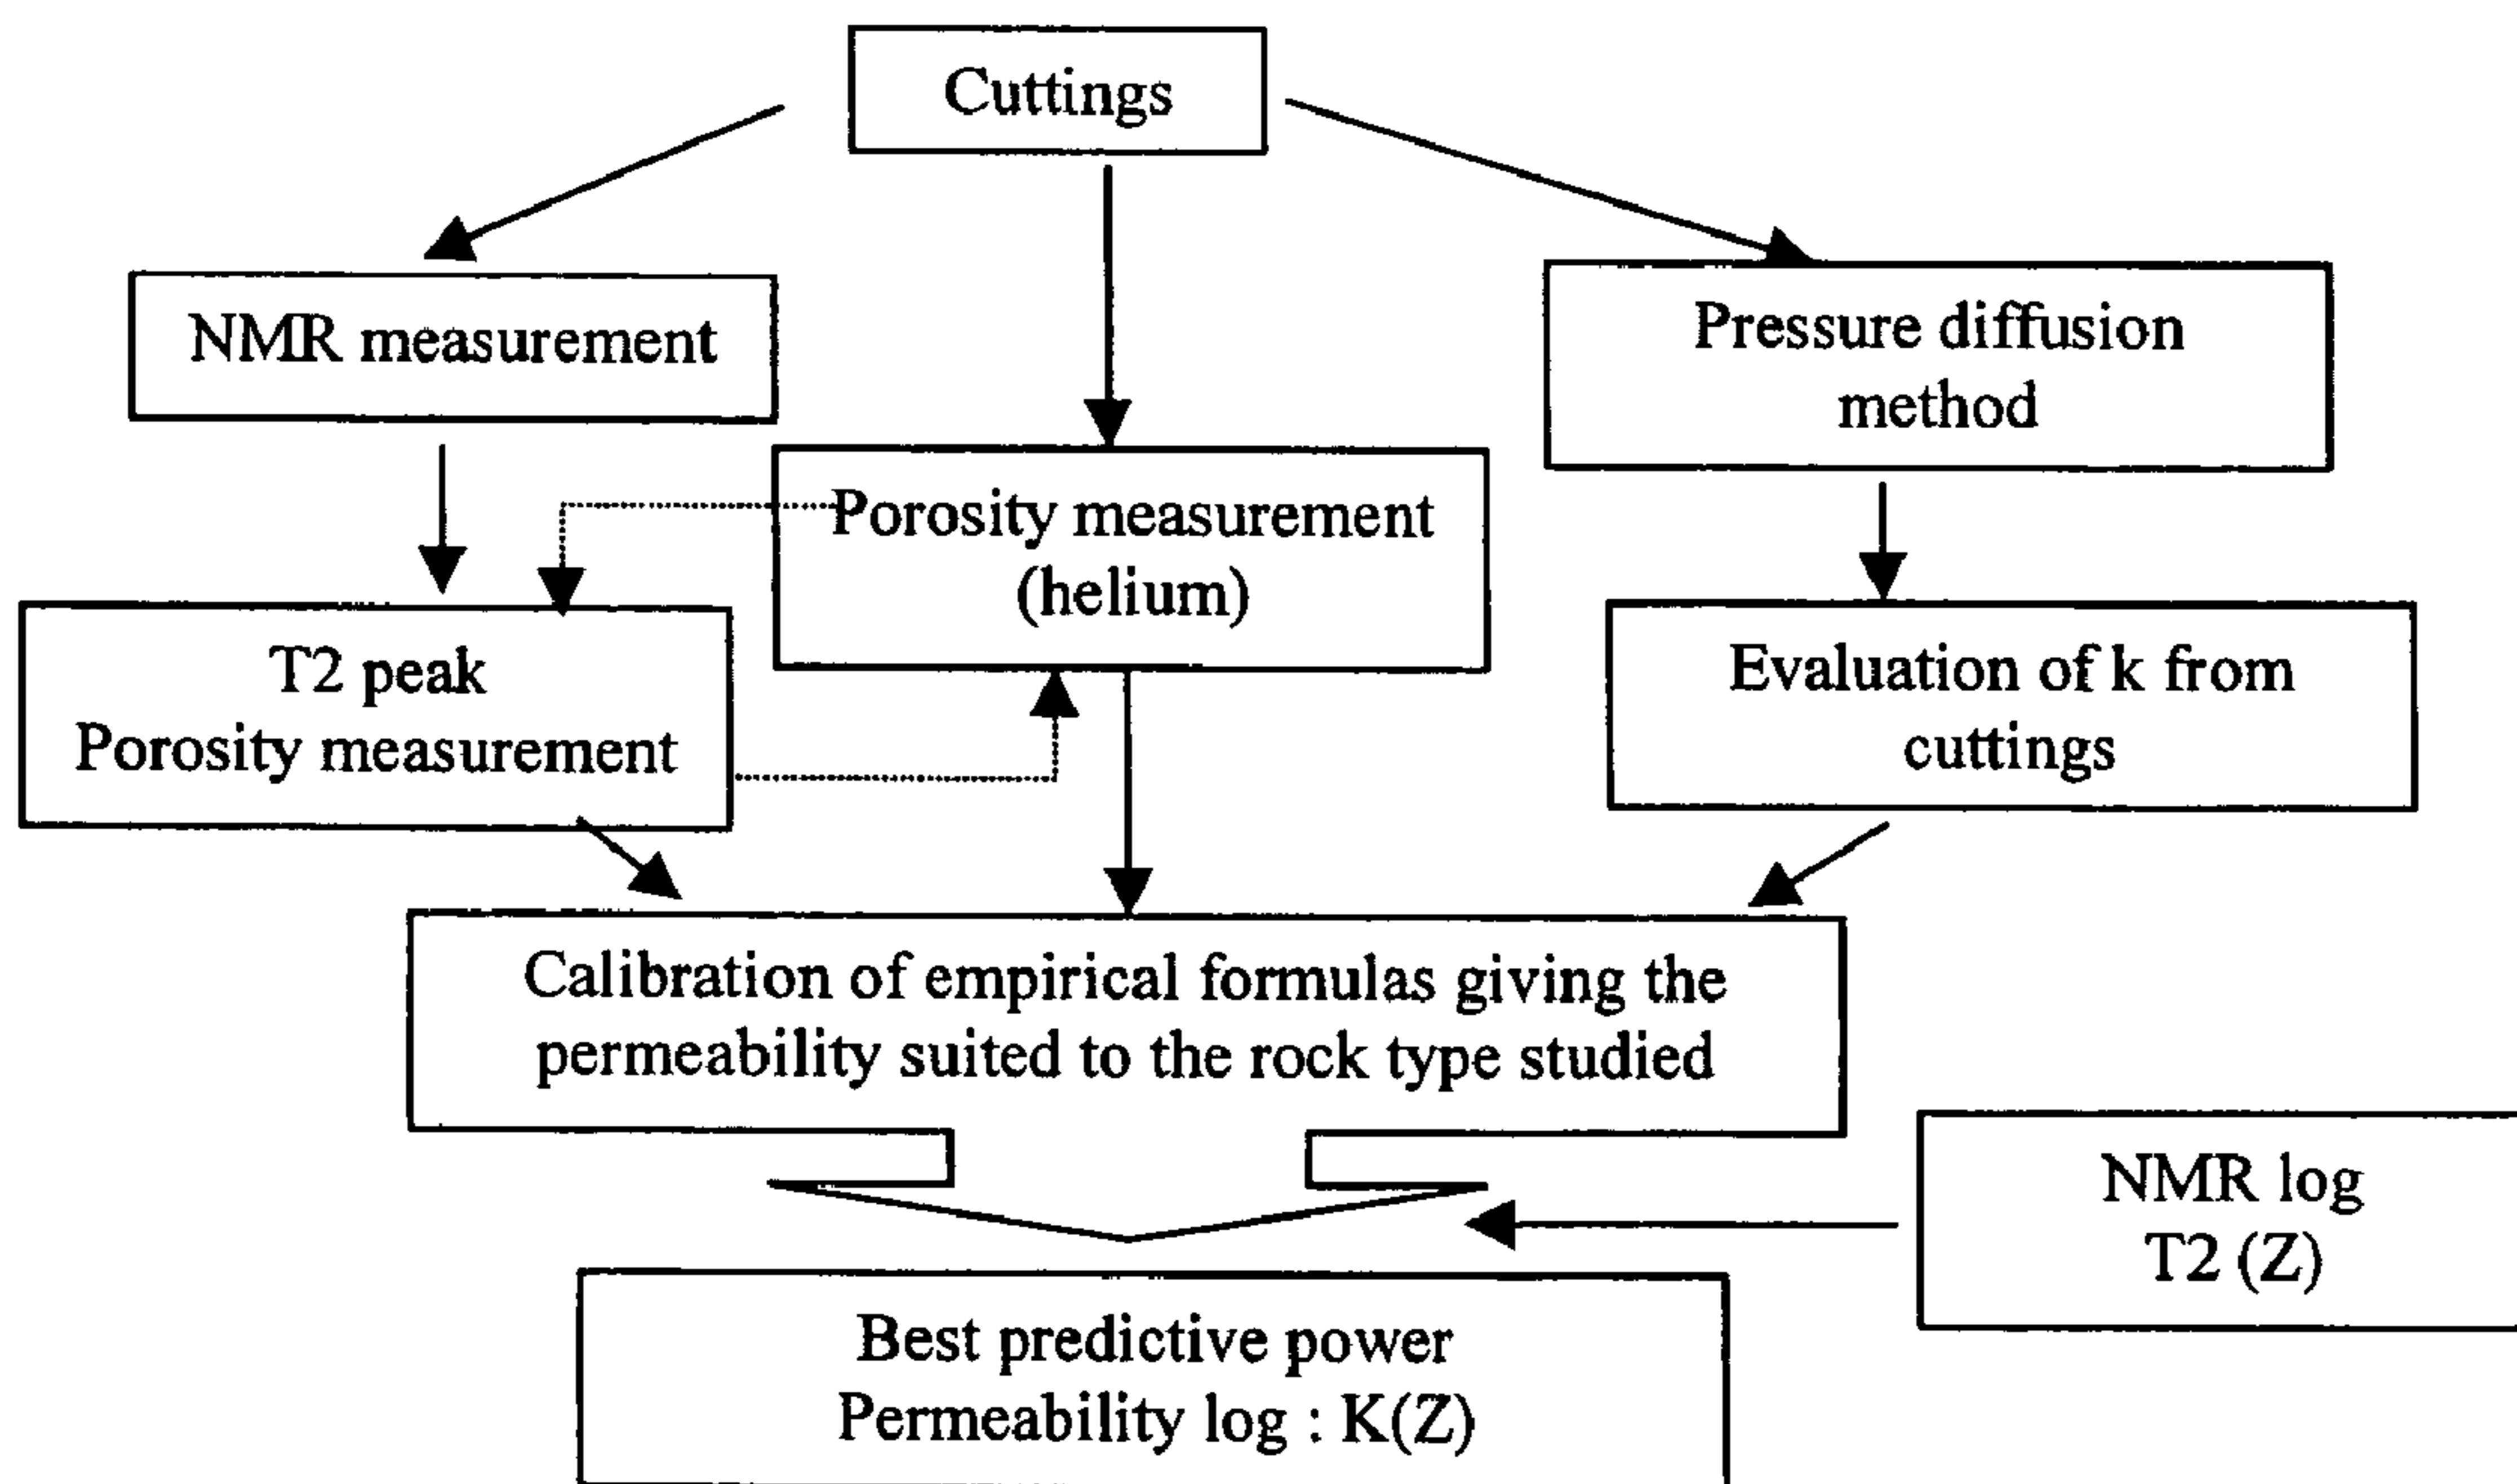 Cuttings
NMR measurement
Pressure diffusion
method
Porosity measurement
(helium)
T2 peak
Porosity measurement
Evaluation of k from
cuttings
Calibration of empirical formulas giving the
permeability suited to the rock type studied
NMR log
T2 (Z)
Best predictive power
Permeability log : K(Z)